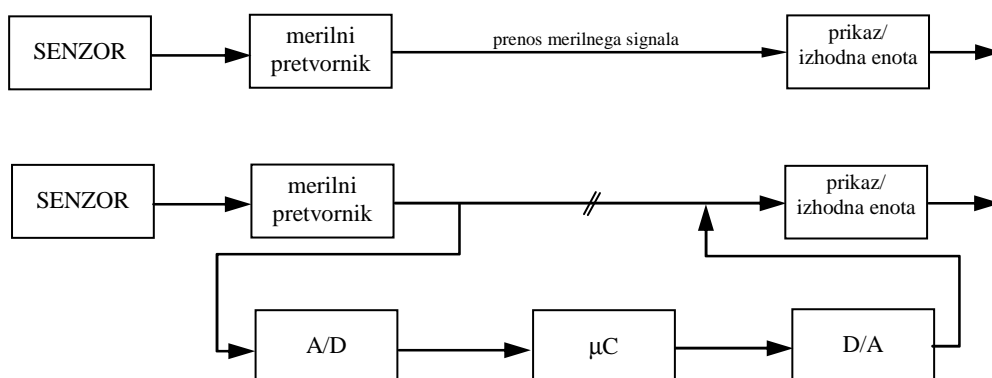 SENZOR
merilni
pretvornik
prenos merilnega signala
prikaz/
izhodna enota
SENZOR
merilni
pretvornik
prikaz/
izhodna enota
A/D
μC
D/A